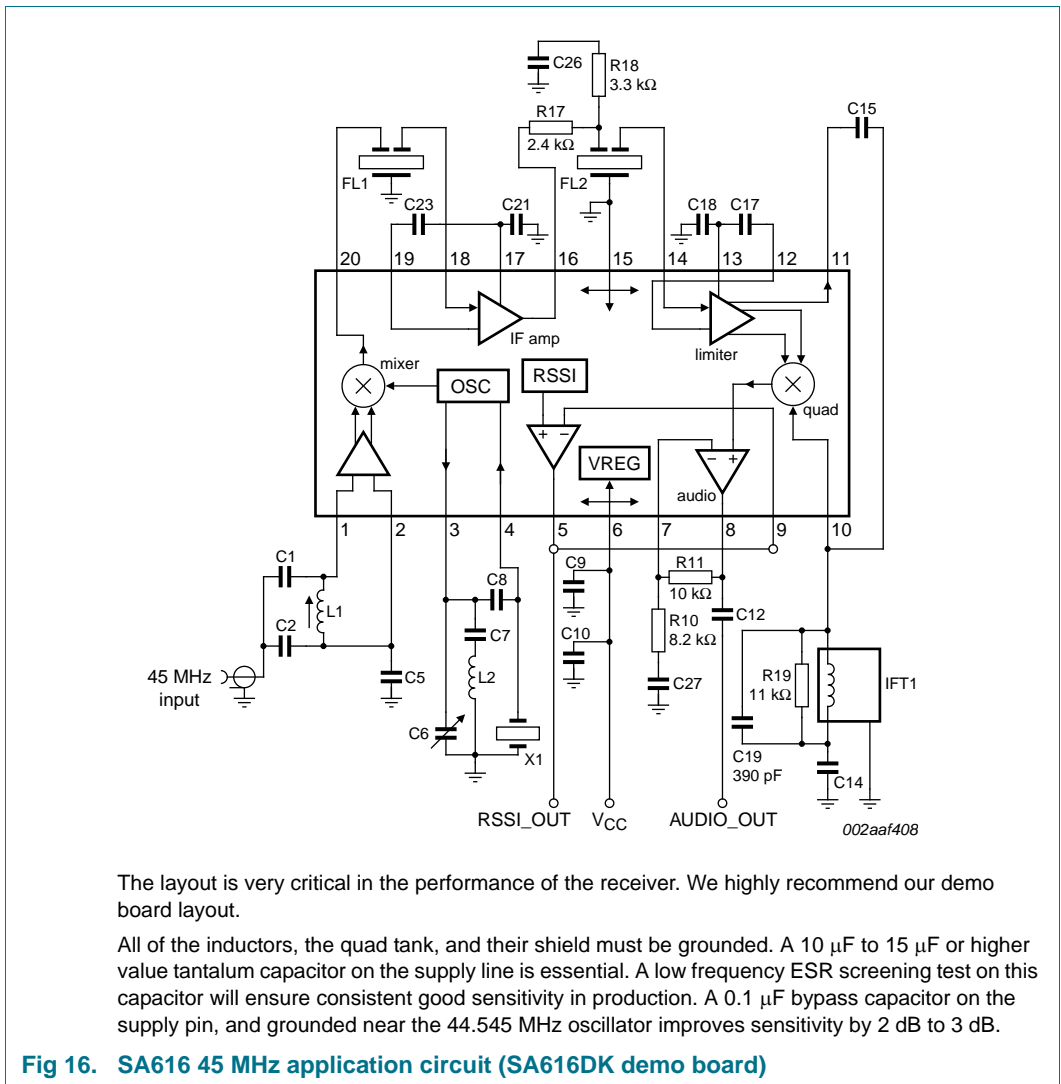 C26
R18
3.3 kΩ
R17
2.4 kΩ
C15
FL1
FL2
C23
C21
C18
C17
20
19
18
17
16
15
14
13
12
11
IF amp
limiter
mixer
OSC
RSSI
quad
+ −
VREG
− +
audio
1
2
3
4
5
6
7
8
9
10
C1
L1
C2
45 MHz
input
C5
C8
C7
L2
C6
X1
C9
C10
R11
10 kΩ
R10
8.2 kΩ
C12
C27
R19
11 kΩ
IFT1
C19
390 pF
C14
RSSI_OUT
VCC
AUDIO_OUT
002aaf408
The layout is very critical in the performance of the receiver. We highly recommend our demo
board layout.
All of the inductors, the quad tank, and their shield must be grounded. A 10 μF to 15 μF or higher
value tantalum capacitor on the supply line is essential. A low frequency ESR screening test on this
capacitor will ensure consistent good sensitivity in production. A 0.1 μF bypass capacitor on the
supply pin, and grounded near the 44.545 MHz oscillator improves sensitivity by 2 dB to 3 dB.
Fig 16. SA616 45 MHz application circuit (SA616DK demo board)